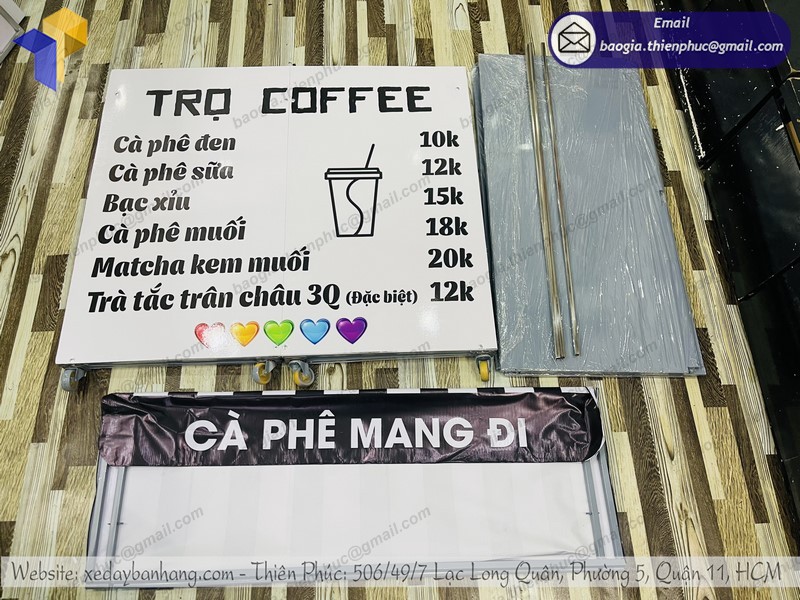 Email
baogia.thienphuc@gmail.com
TRỌ COFFEE
Cà phê đen 10k
Cà phê sữa 12k
Bạc xỉu 15k
Cà phê muối 18k
Matcha kem muối 20k
Trà tắc trân châu 3Q (Đặc biệt) 12k
CÀ PHÊ MANG ĐI
Website: xedaybanhang.com - Thiên Phúc: 506/49/7 Lạc Long Quân, Phường 5, Quận 11, HCM